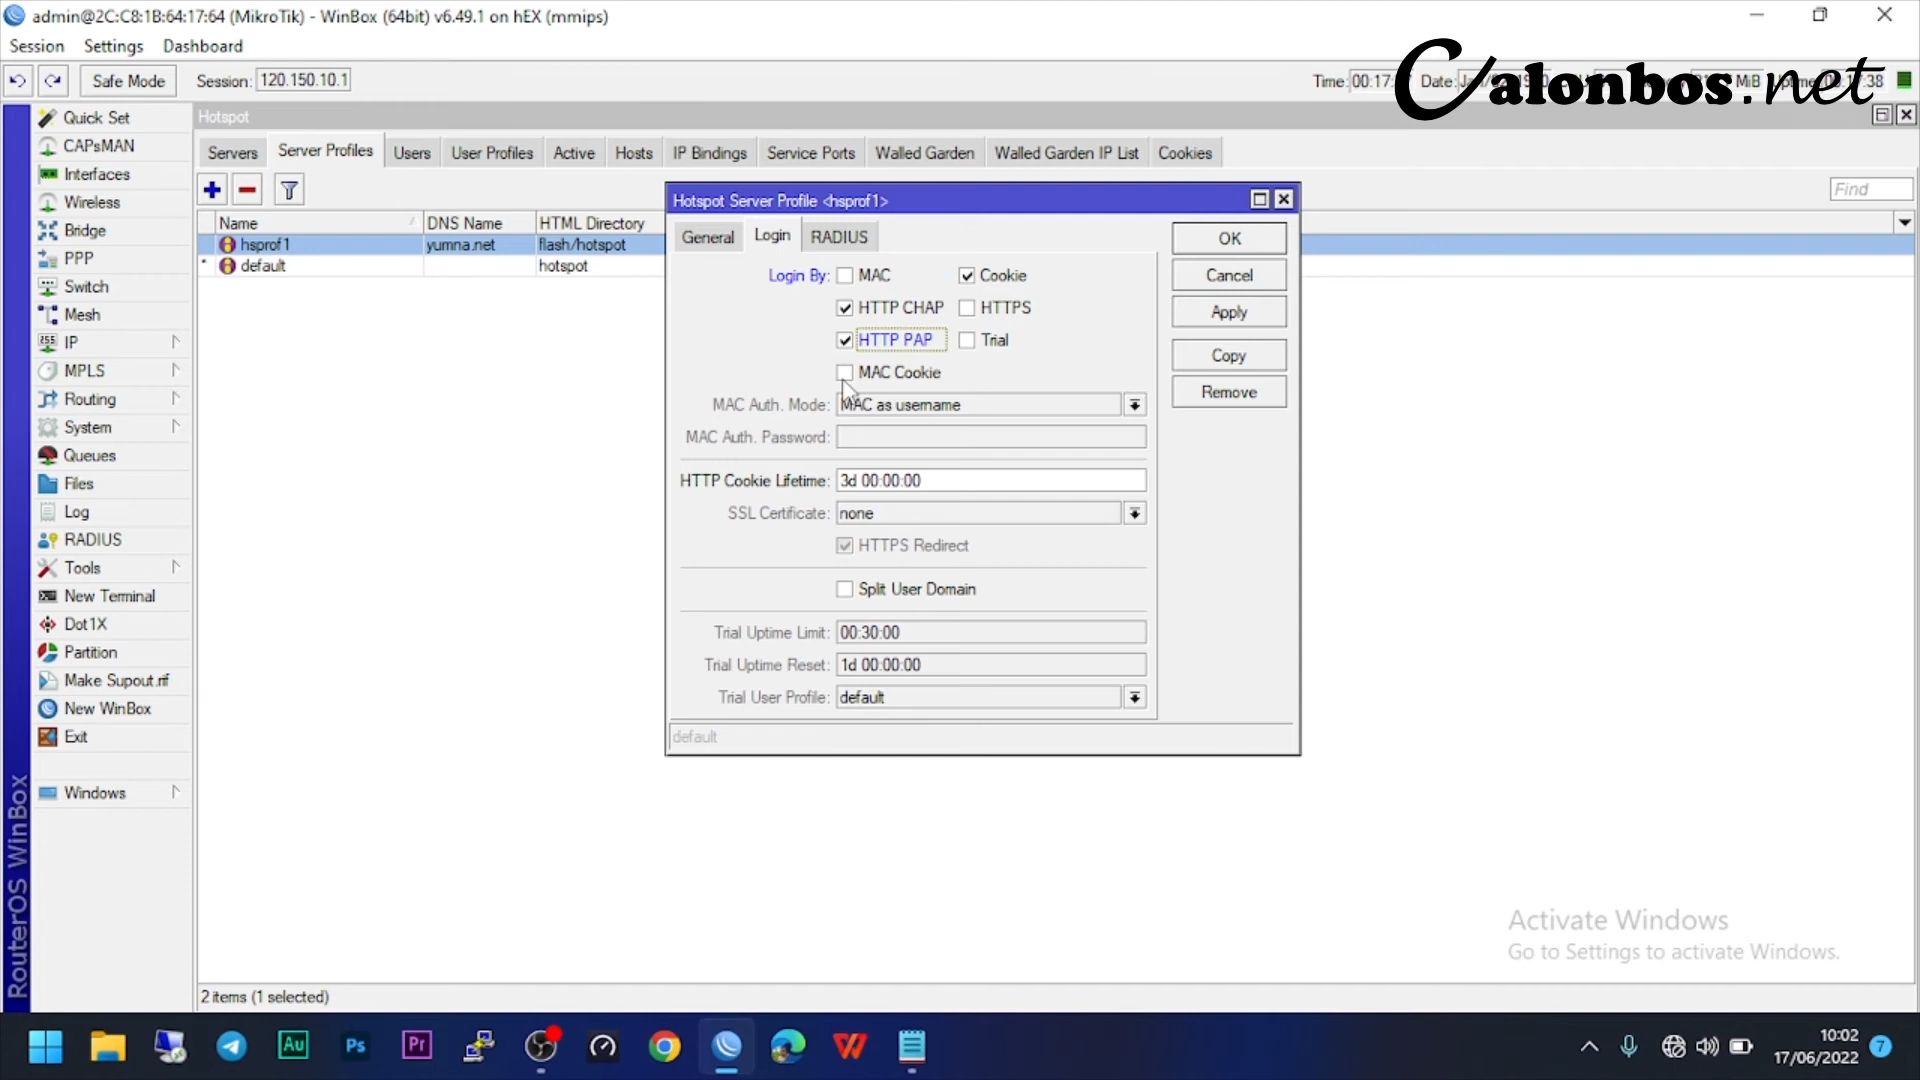 admin@2C:C8:1B:64:17:64 (MikroTik) - WinBox (64bit) v6.49.1 on hEX (mmips)
Session Settings Dashboard
Safe Mode Session: 120.150.10.1 Time: 00:17: Date: MiB :38
Calonbos.net
Quick Set
CAPsMAN
Interfaces
Wireless
Bridge
PPP
Switch
Mesh
IP
MPLS
Routing
System
Queues
Files
Log
RADIUS
Tools
New Terminal
Dot1X
Partition
Make Supout.rif
New WinBox
Exit
Windows
RouterOS WinBox
Hotspot
Servers Server Profiles Users User Profiles Active Hosts IP Bindings Service Ports Walled Garden Walled Garden IP List Cookies
Find
Name DNS Name HTML Directory
hsprof1 yumna.net flash/hotspot
* default hotspot
Hotspot Server Profile <hsprof1>
General Login RADIUS
Login By: MAC Cookie
HTTP CHAP HTTPS
HTTP PAP Trial
MAC Cookie
MAC Auth. Mode: MAC as username
MAC Auth. Password:
HTTP Cookie Lifetime: 3d 00:00:00
SSL Certificate: none
HTTPS Redirect
Split User Domain
Trial Uptime Limit: 00:30:00
Trial Uptime Reset: 1d 00:00:00
Trial User Profile: default
default
OK
Cancel
Apply
Copy
Remove
Activate Windows
Go to Settings to activate Windows.
2 items (1 selected)
Au Ps Pr
10:02
17/06/2022
7